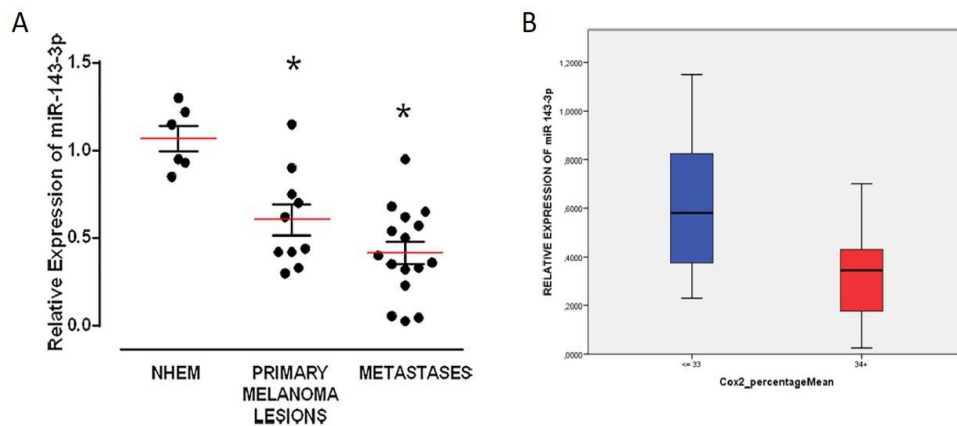 A
Relative Expression of miR-143-3p
1.5
1.0
0.5
0.0
*
*
NHEM
PRIMARY
MELANOMA
LESIONS
METASTASES
B
RELATIVE EXPRESSION OF miR 143-3p
1,2000
1,0000
,8000
,6000
,4000
,2000
,0000
<= 33
34+
Cox2_percentageMean